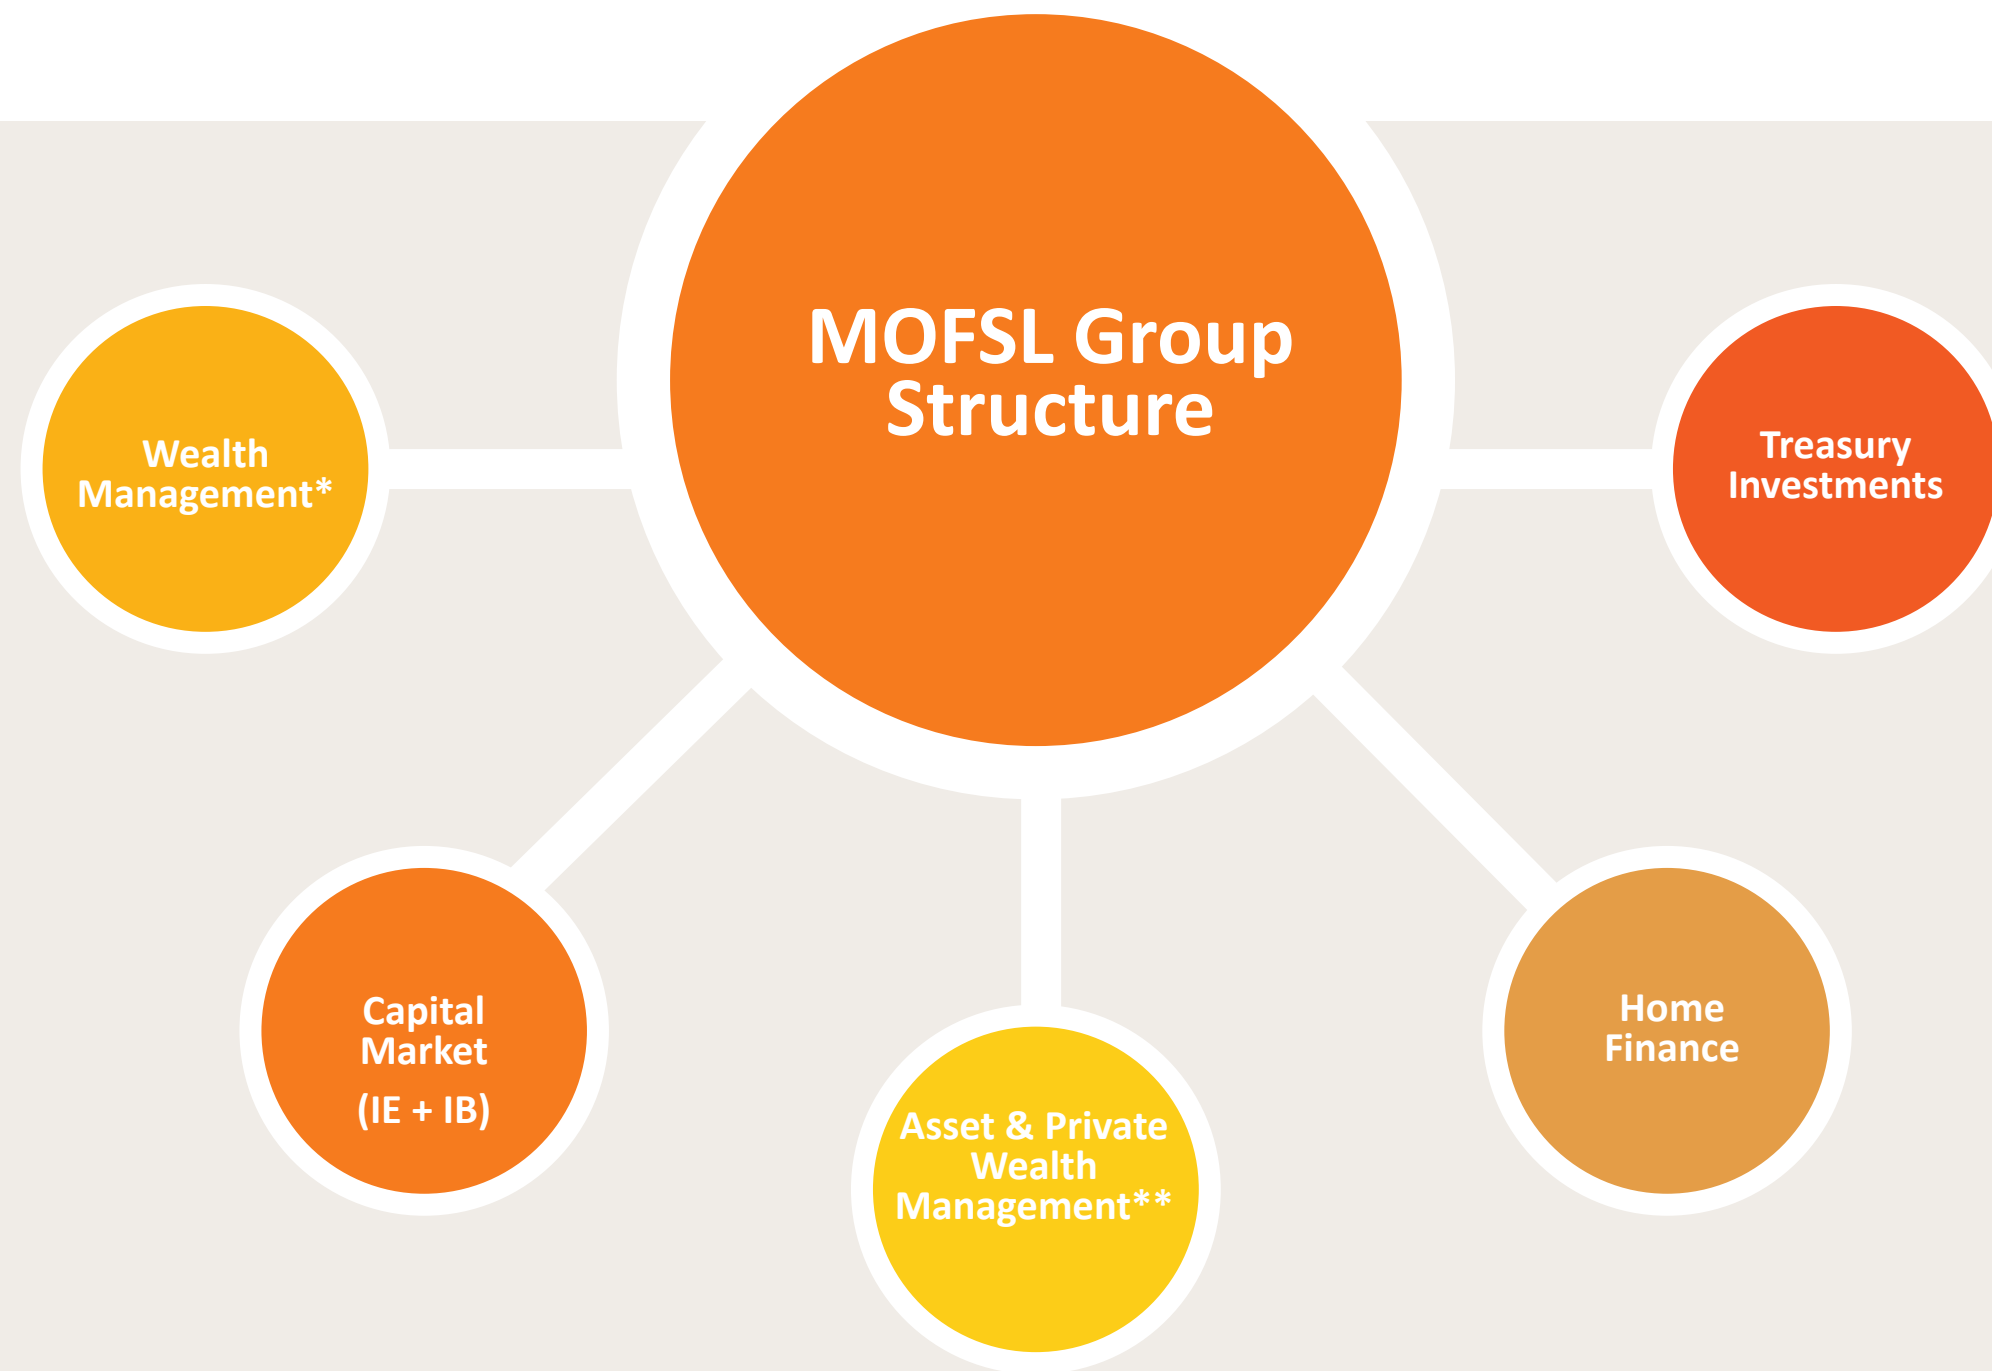 MOFSL Group
Structure
Wealth
Management*
Treasury
Investments
Capital
Market
(IE + IB)
Asset & Private
Wealth
Management**
Home
Finance